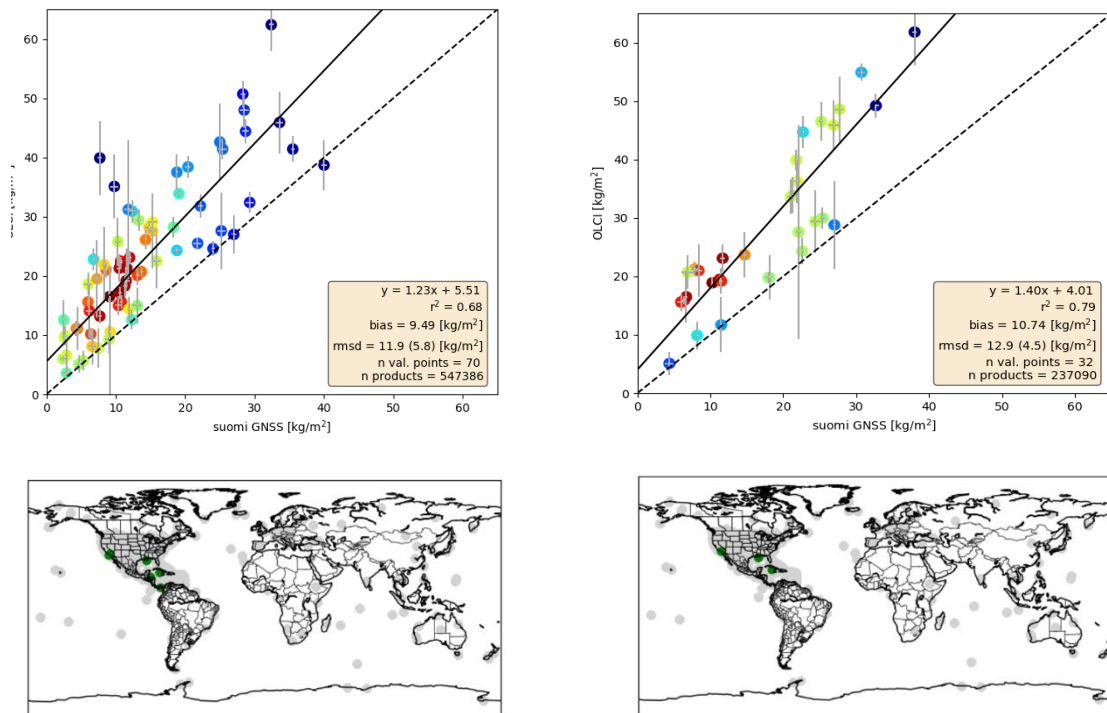 60
50
40
30
20
10
0
0 10 20 30 40 50 60
suomi GNSS [kg/m²]
y = 1.23x + 5.51
r² = 0.68
bias = 9.49 [kg/m²]
rmsd = 11.9 (5.8) [kg/m²]
n val. points = 70
n products = 547386
OLCI [kg/m²]
60
50
40
30
20
10
0
0 10 20 30 40 50 60
suomi GNSS [kg/m²]
y = 1.40x + 4.01
r² = 0.79
bias = 10.74 [kg/m²]
rmsd = 12.9 (4.5) [kg/m²]
n val. points = 32
n products = 237090